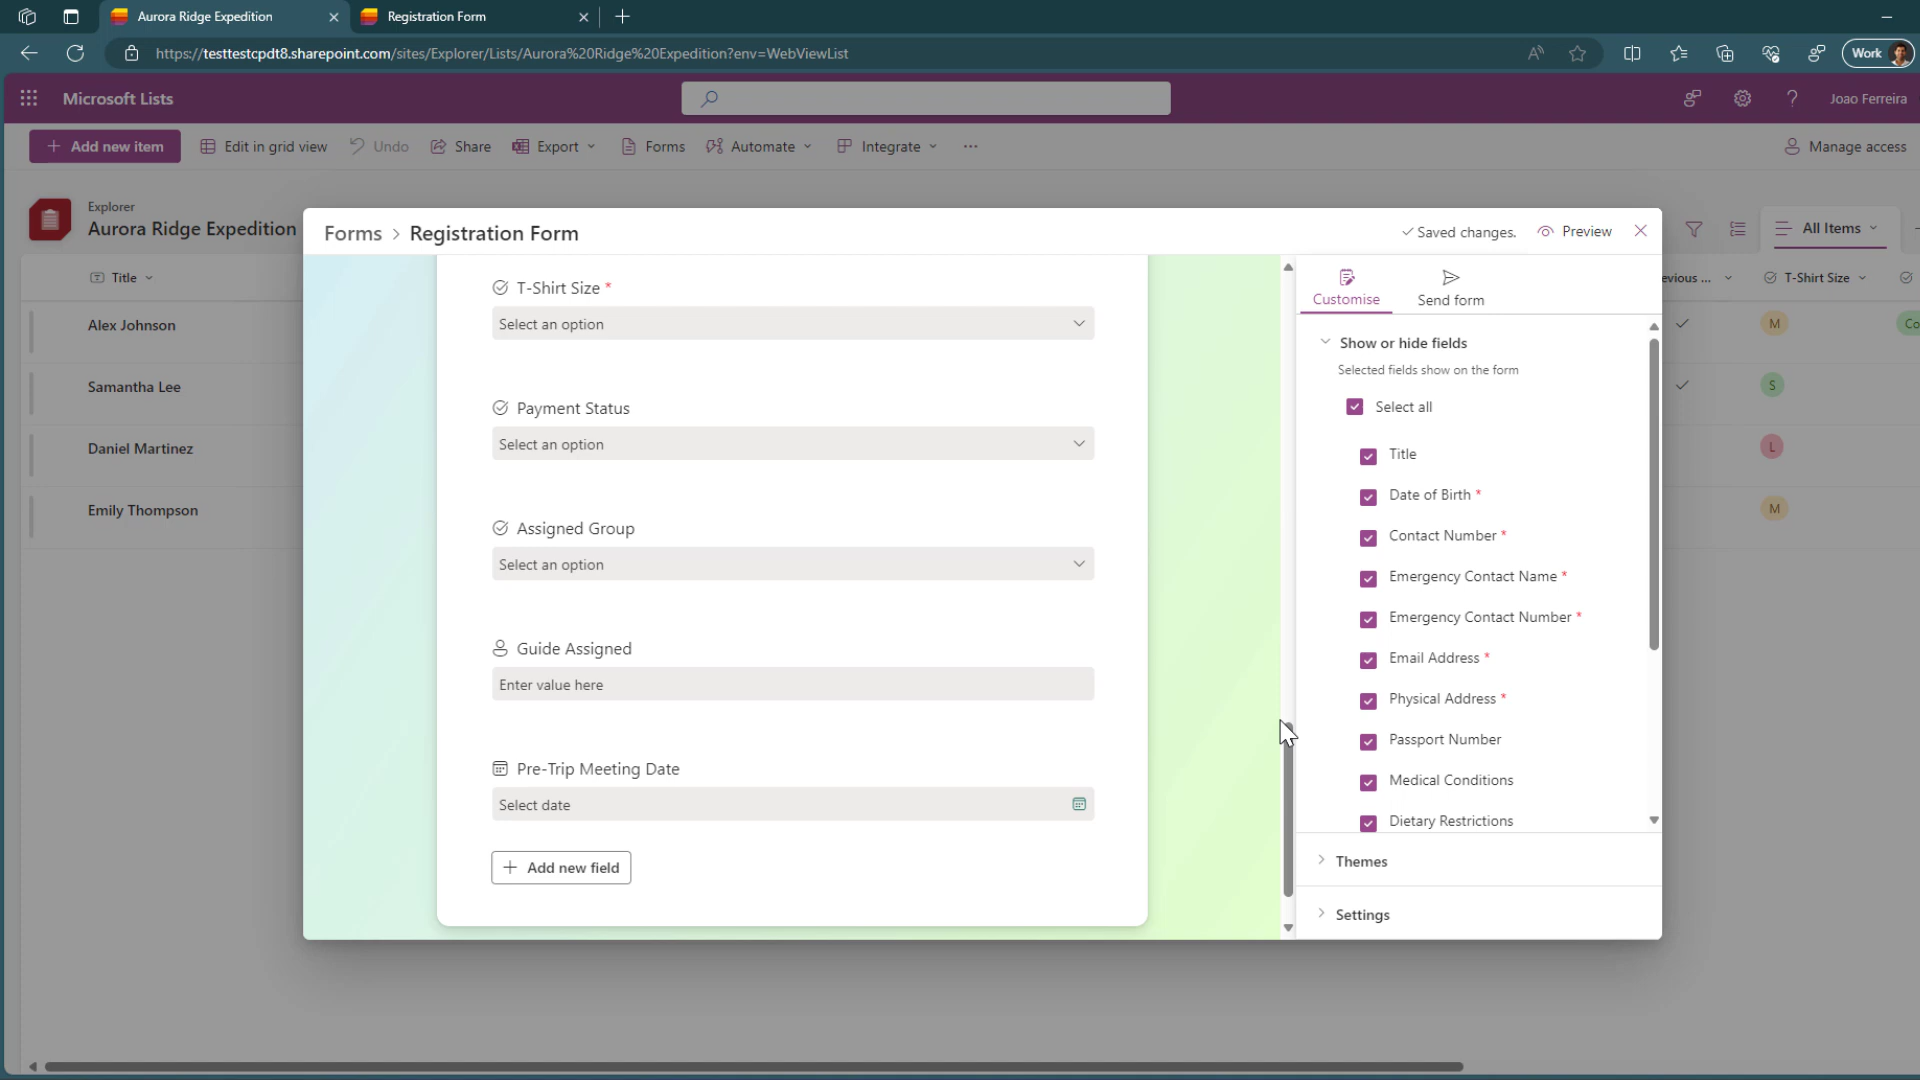 Aurora Ridge Expedition
Registration Form
https://testtestcpdt8.sharepoint.com/sites/Explorer/Lists/Aurora%20Ridge%20Expedition?env=WebViewList
Work
Microsoft Lists
Joao Ferreira
Add new item
Edit in grid view
Undo
Share
Export
Forms
Automate
Integrate
Manage access
Explorer
Aurora Ridge Expedition
All Items
Title
evious ...
T-Shirt Size
Alex Johnson
M
Co
Samantha Lee
S
Daniel Martinez
L
Emily Thompson
M
Forms > Registration Form
Saved changes.
Preview
T-Shirt Size *
Select an option
Payment Status
Select an option
Assigned Group
Select an option
Guide Assigned
Enter value here
Pre-Trip Meeting Date
Select date
Add new field
Customise
Send form
Show or hide fields
Selected fields show on the form
Select all
Title
Date of Birth *
Contact Number *
Emergency Contact Name *
Emergency Contact Number *
Email Address *
Physical Address *
Passport Number
Medical Conditions
Dietary Restrictions
Themes
Settings